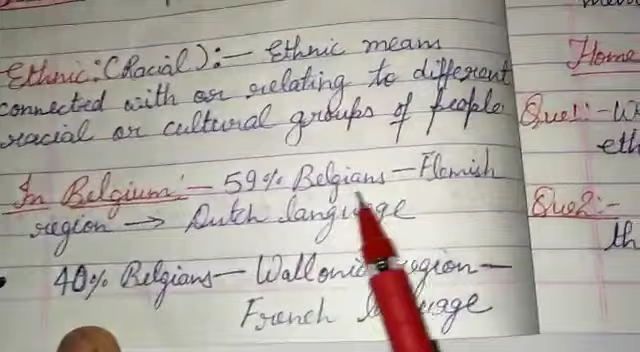 Ethnic:(Racial):— Ethnic means
connected with or relating to different
racial or cultural groups of people
In Belgium:— 59% Belgians — Flemish
region → Dutch language
40% Belgians — Wallonia region —
French language
Home
Que1:- W
eth
Que2:-
th